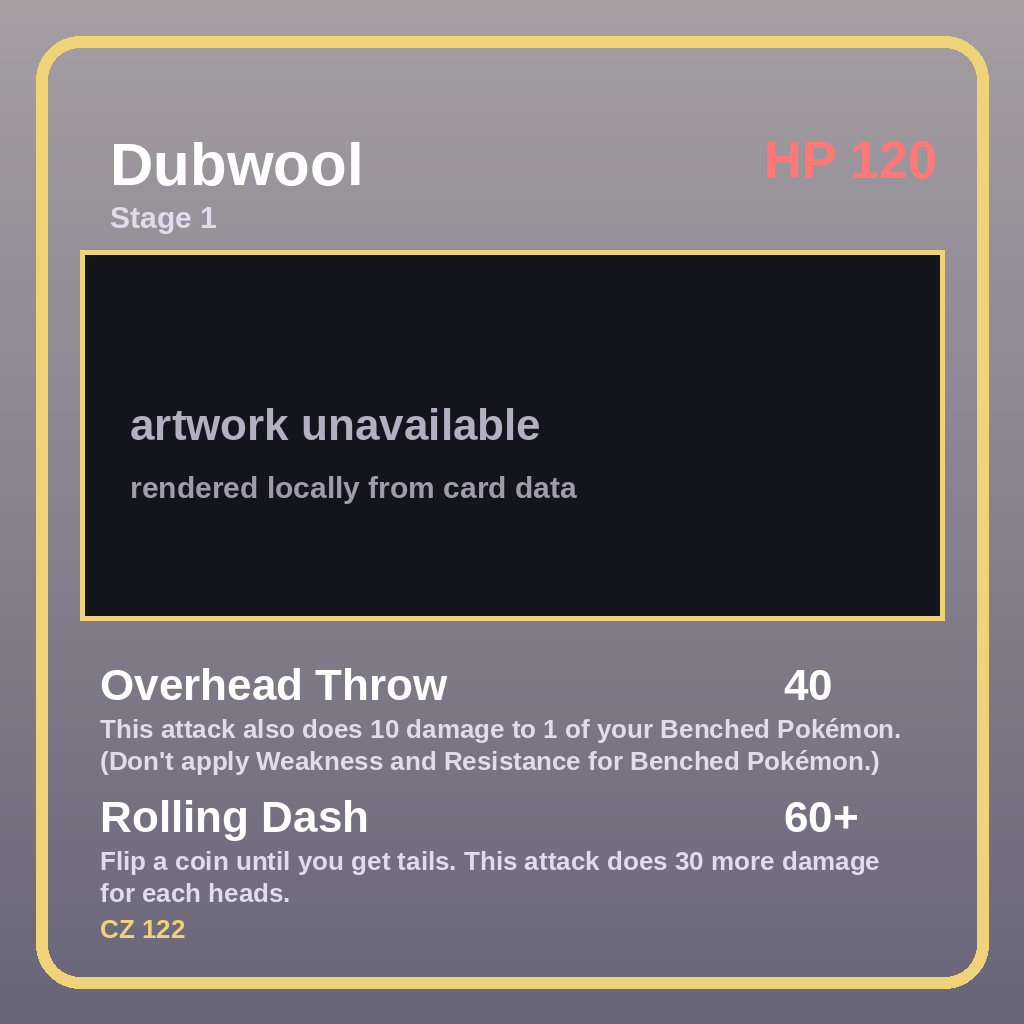 Dubwool
HP 120
Stage 1
artwork unavailable
rendered locally from card data
Overhead Throw 40
This attack also does 10 damage to 1 of your Benched Pokémon.
(Don't apply Weakness and Resistance for Benched Pokémon.)
Rolling Dash 60+
Flip a coin until you get tails. This attack does 30 more damage
for each heads.
CZ 122